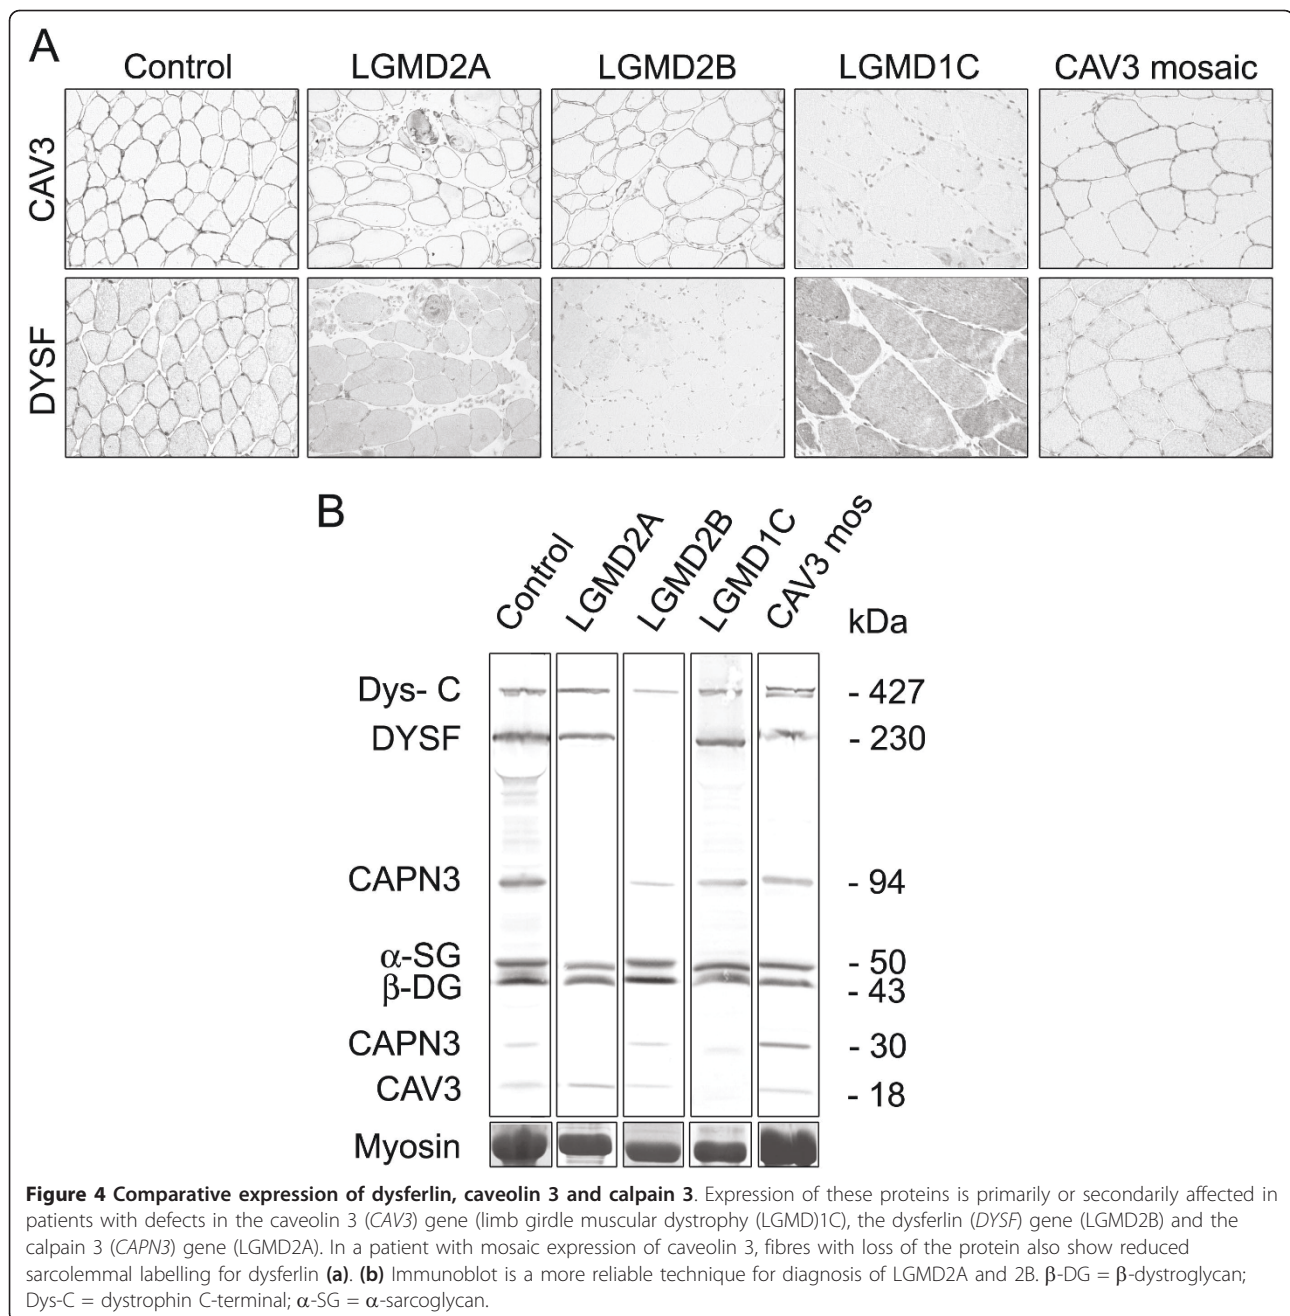 A
Control LGMD2A LGMD2B LGMD1C CAV3 mosaic
CAV3
DYSF
B
Control LGMD2A LGMD2B LGMD1C CAV3 mos kDa
Dys- C - 427
DYSF - 230
CAPN3 - 94
α-SG - 50
β-DG - 43
CAPN3 - 30
CAV3 - 18
Myosin
Figure 4 Comparative expression of dysferlin, caveolin 3 and calpain 3. Expression of these proteins is primarily or secondarily affected in
patients with defects in the caveolin 3 (CAV3) gene (limb girdle muscular dystrophy (LGMD)1C), the dysferlin (DYSF) gene (LGMD2B) and the
calpain 3 (CAPN3) gene (LGMD2A). In a patient with mosaic expression of caveolin 3, fibres with loss of the protein also show reduced
sarcolemmal labelling for dysferlin (a). (b) Immunoblot is a more reliable technique for diagnosis of LGMD2A and 2B. β-DG = β-dystroglycan;
Dys-C = dystrophin C-terminal; α-SG = α-sarcoglycan.